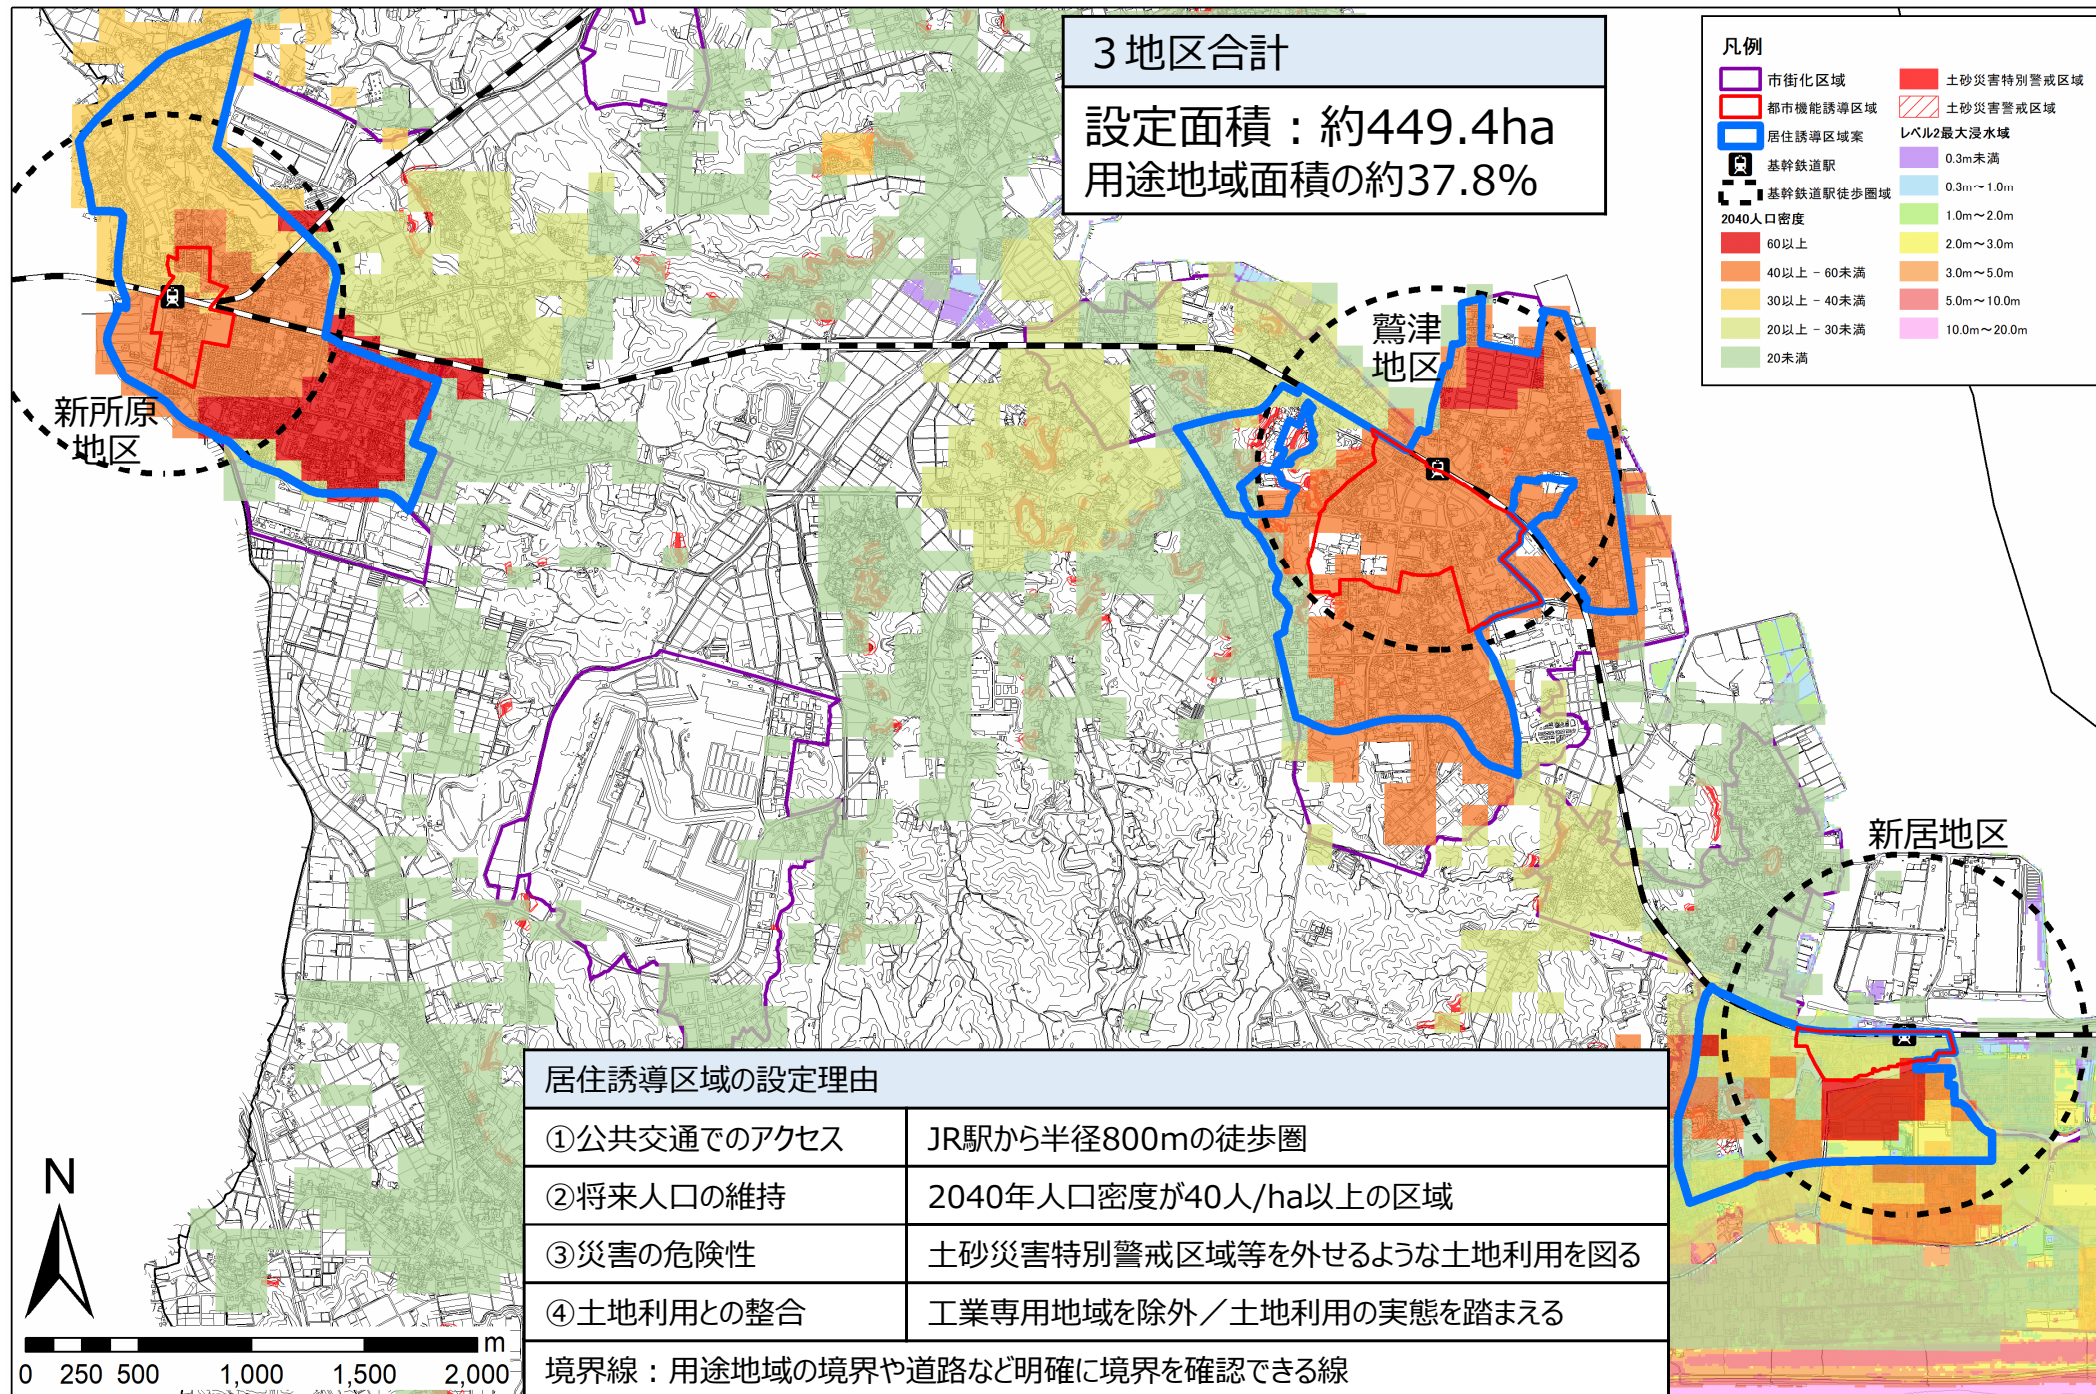 ３地区合計
設定面積：約449.4ha
用途地域面積の約37.8%
凡例
市街化区域
都市機能誘導区域
居住誘導区域案
基幹鉄道駅
基幹鉄道駅徒歩圏域
2040人口密度
60以上
40以上 － 60未満
30以上 － 40未満
20以上 － 30未満
20未満
土砂災害特別警戒区域
土砂災害警戒区域
レベル2最大浸水域
0.3m未満
0.3m～1.0m
1.0m～2.0m
2.0m～3.0m
3.0m～5.0m
5.0m～10.0m
10.0m～20.0m
鷲津
地区
新所原
地区
新居地区
居住誘導区域の設定理由
①公共交通でのアクセス JR駅から半径800mの徒歩圏
②将来人口の維持 2040年人口密度が40人/ha以上の区域
③災害の危険性 土砂災害特別警戒区域等を外せるような土地利用を図る
④土地利用との整合 工業専用地域を除外／土地利用の実態を踏まえる
境界線：用途地域の境界や道路など明確に境界を確認できる線
N
m
0 250 500 1,000 1,500 2,000